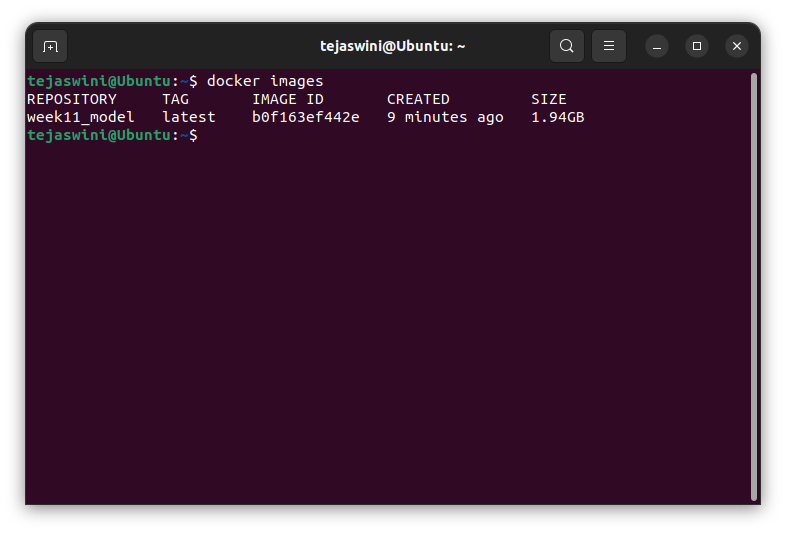 tejaswini@Ubuntu: ~
tejaswini@Ubuntu:~$ docker images
REPOSITORY     TAG       IMAGE ID       CREATED         SIZE
week11_model   latest    b0f163ef442e   9 minutes ago   1.94GB
tejaswini@Ubuntu:~$